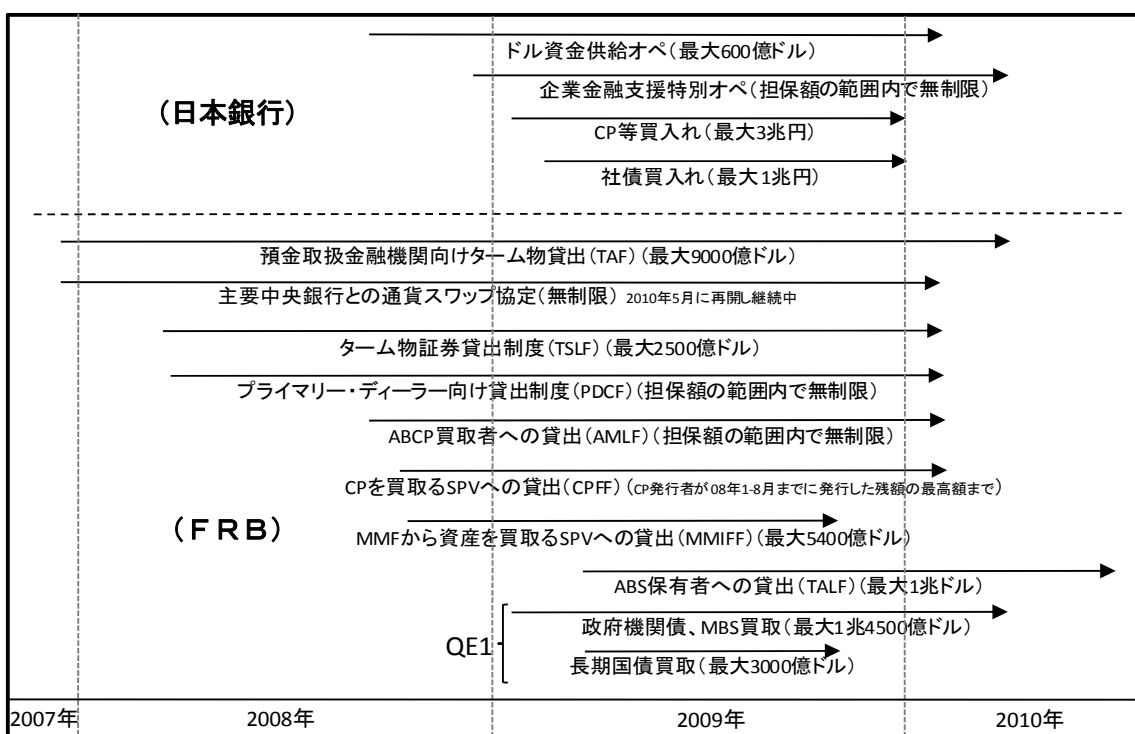 ドル資金供給オペ(最大600億ドル)
企業金融支援特別オペ(担保額の範囲内で無制限)
(日本銀行)
CP等買入れ(最大3兆円)
社債買入れ(最大1兆円)
預金取扱金融機関向けターム物貸出(TAF)(最大9000億ドル)
主要中央銀行との通貨スワップ協定(無制限) 2010年5月に再開し継続中
ターム物証券貸出制度(TSLF)(最大2500億ドル)
プライマリー・ディーラー向け貸出制度(PDCF)(担保額の範囲内で無制限)
ABCP買取者への貸出(AMLF)(担保額の範囲内で無制限)
CPを買取るSPVへの貸出(CPFF)(CP発行者が08年1-8月までに発行した残額の最高額まで)
(FRB)
MMFから資産を買取るSPVへの貸出(MMIFF)(最大5400億ドル)
ABS保有者への貸出(TALF)(最大1兆ドル)
QE1
政府機関債、MBS買取(最大1兆4500億ドル)
長期国債買取(最大3000億ドル)
2007年 2008年 2009年 2010年